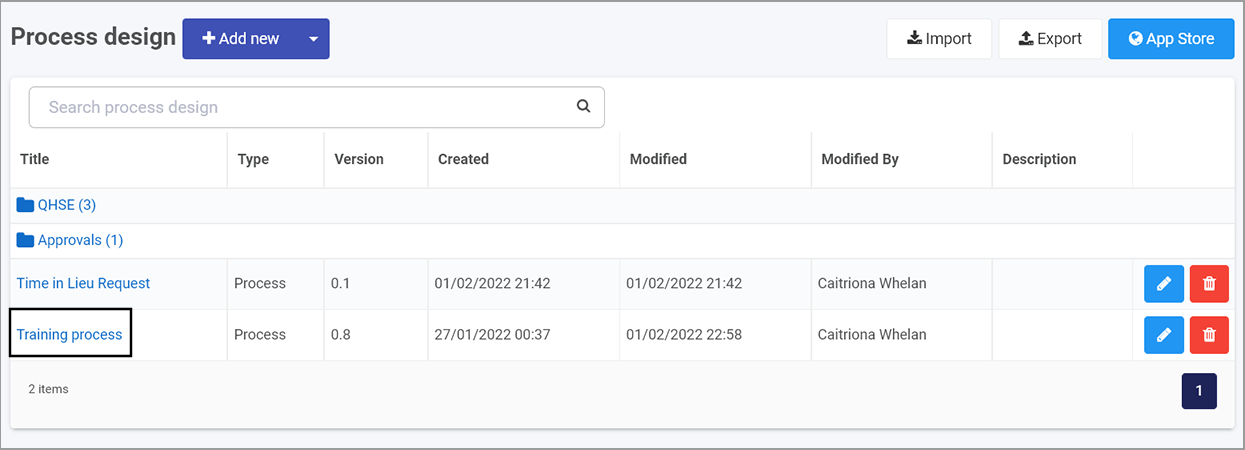 Process design Add new Import Export App Store
Search process design
Title Type Version Created Modified Modified By Description
QHSE (3)
Approvals (1)
Time in Lieu Request Process 0.1 01/02/2022 21:42 01/02/2022 21:42 Caitriona Whelan
Training process Process 0.8 27/01/2022 00:37 01/02/2022 22:58 Caitriona Whelan
2 items 1